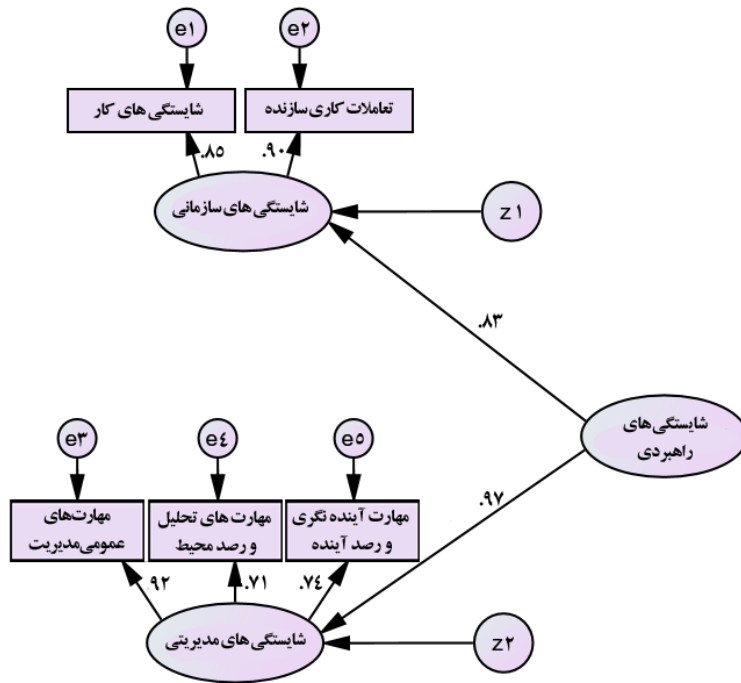 e۱
e۲
شایستگی های کار
تعاملات کاری سازنده
.۸۵
.۹۰
شایستگی های سازمانی
z۱
.۸۳
شایستگی‌های
راهبردی
.۹۷
e۳
e۴
e۵
مهارت‌های
عمومی مدیریت
مهارت های تحلیل
و رصد محیط
مهارت آینده نگری
و رصد آینده
.۹۲
.۷۱
.۷٤
شایستگی های مدیریتی
z۲